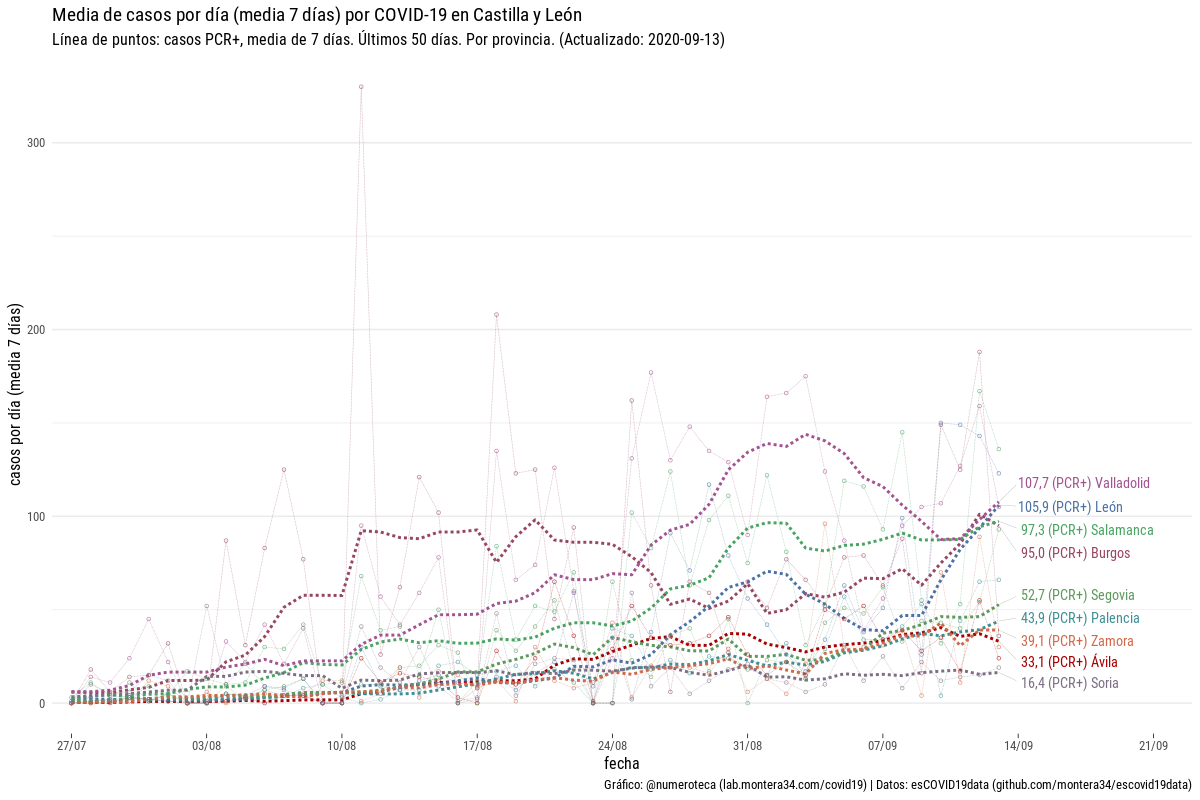 Media de casos por día (media 7 días) por COVID-19 en Castilla y León
Línea de puntos: casos PCR+, media de 7 días. Últimos 50 días. Por provincia. (Actualizado: 2020-09-13)
casos por día (media 7 días)
300
200
100
0
107,7 (PCR+) Valladolid
105,9 (PCR+) León
97,3 (PCR+) Salamanca
95,0 (PCR+) Burgos
52,7 (PCR+) Segovia
43,9 (PCR+) Palencia
39,1 (PCR+) Zamora
33,1 (PCR+) Ávila
16,4 (PCR+) Soria
27/07 03/08 10/08 17/08 24/08 31/08 07/09 14/09 21/09
fecha
Gráfico: @numeroteca (lab.montera34.com/covid19) | Datos: esCOVID19data (github.com/montera34/escovid19data)